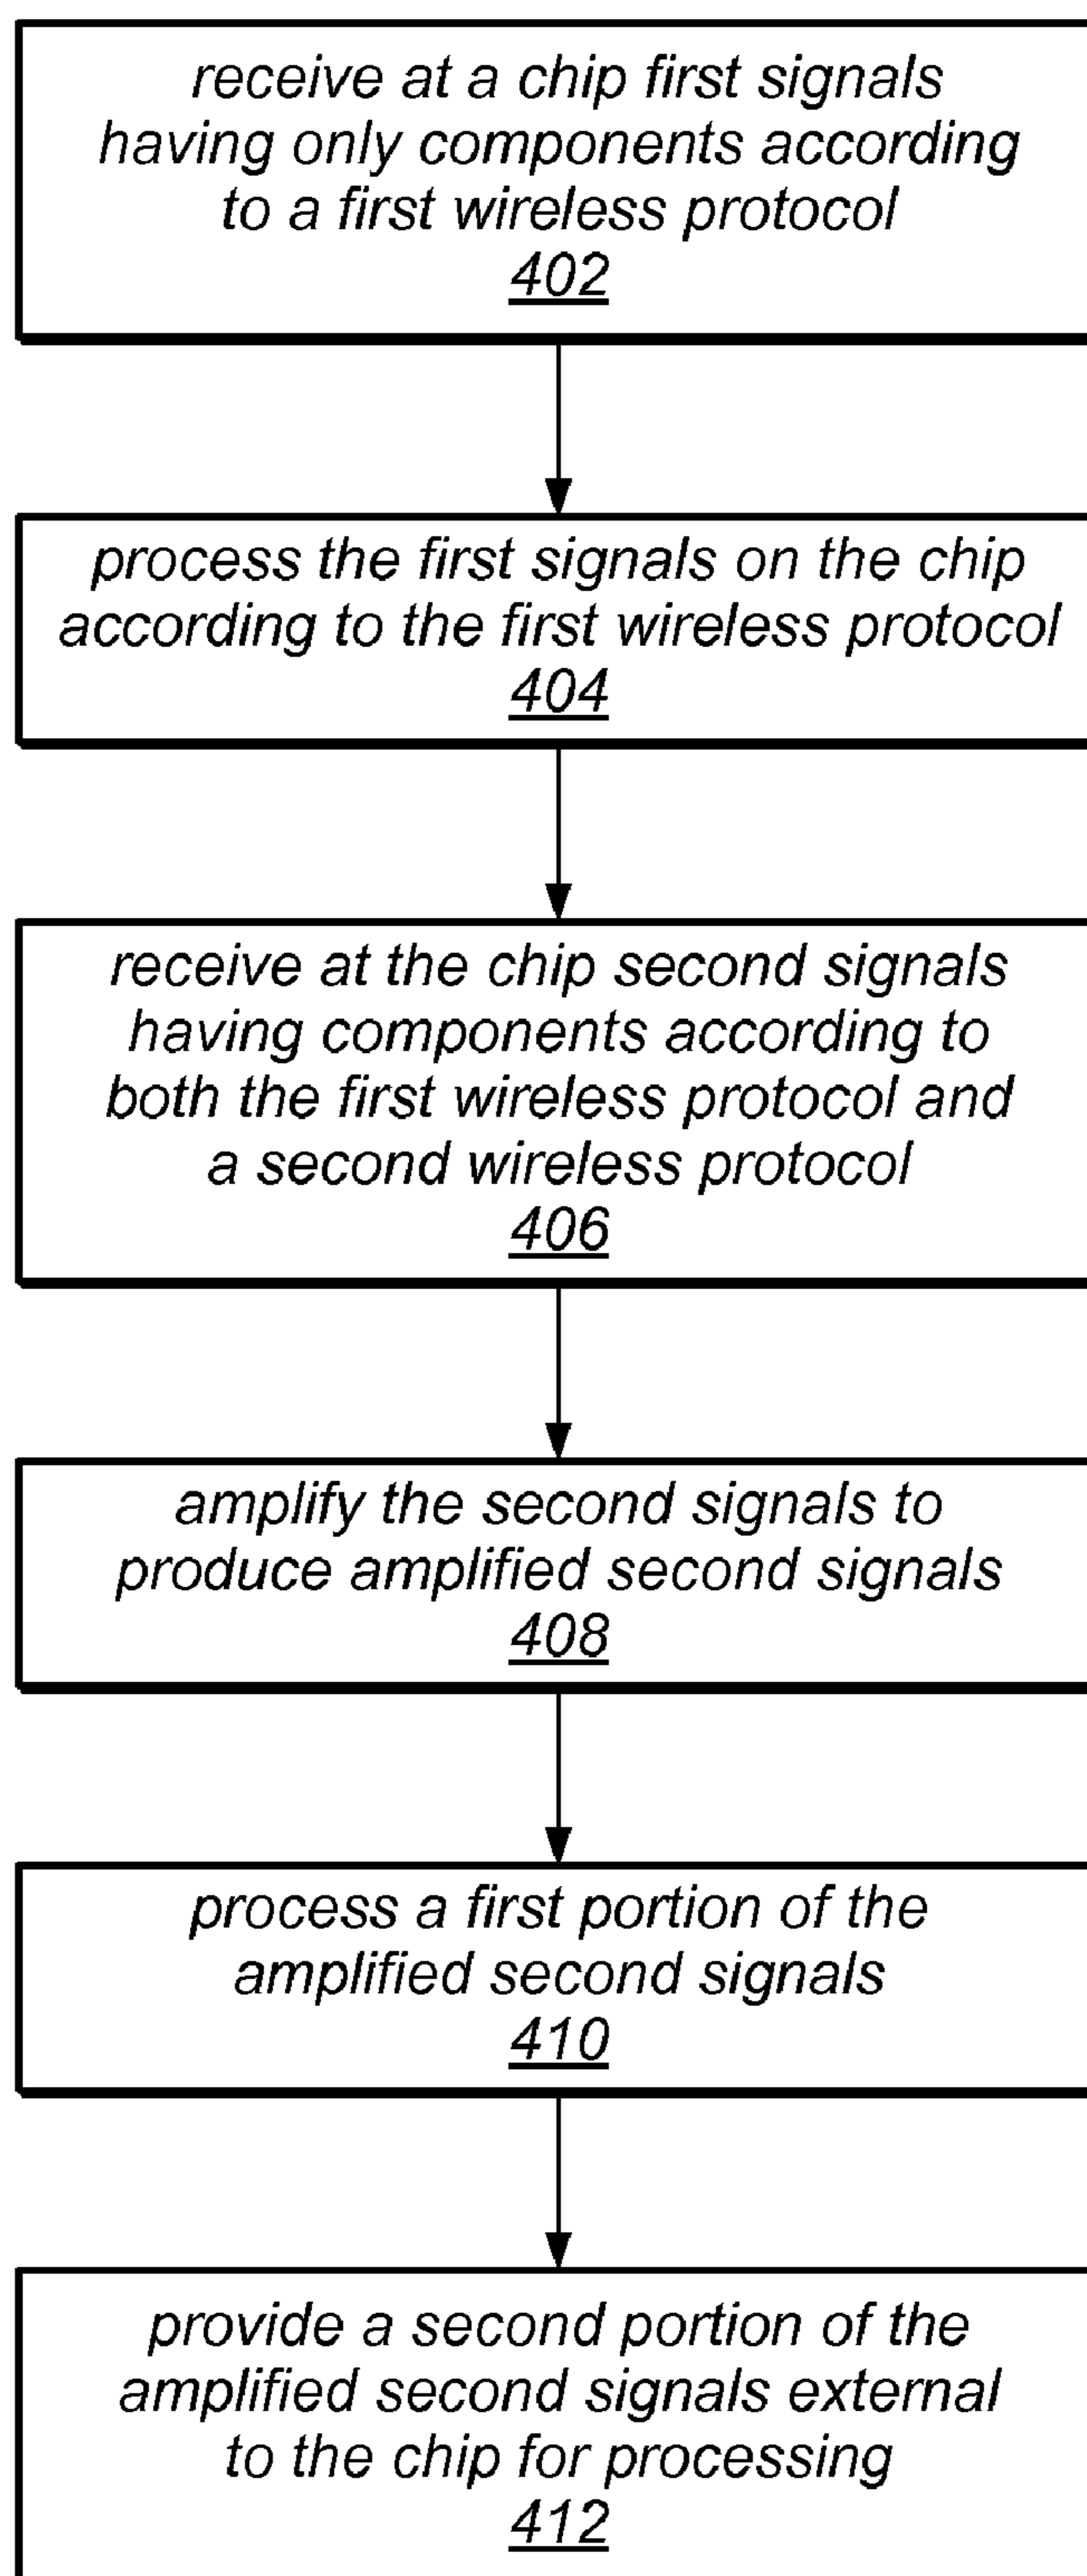 receive at a chip first signals
having only components according
to a first wireless protocol
402
process the first signals on the chip
according to the first wireless protocol
404
receive at the chip second signals
having components according to
both the first wireless protocol and
a second wireless protocol
406
amplify the second signals to
produce amplified second signals
408
process a first portion of the
amplified second signals
410
provide a second portion of the
amplified second signals external
to the chip for processing
412